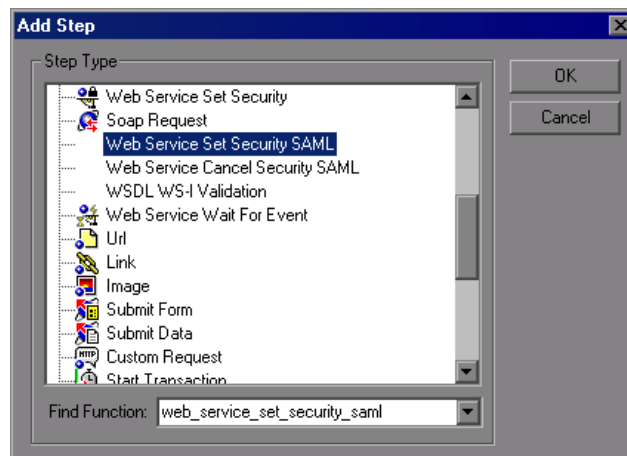 Add Step
Step Type
OK
Cancel
Web Service Set Security
Soap Request
Web Service Set Security SAML
Web Service Cancel Security SAML
WSDL WS-I Validation
Web Service Wait For Event
Url
Link
Image
Submit Form
Submit Data
HTTP Custom Request
Start Transaction
Find Function: web_service_set_security_saml